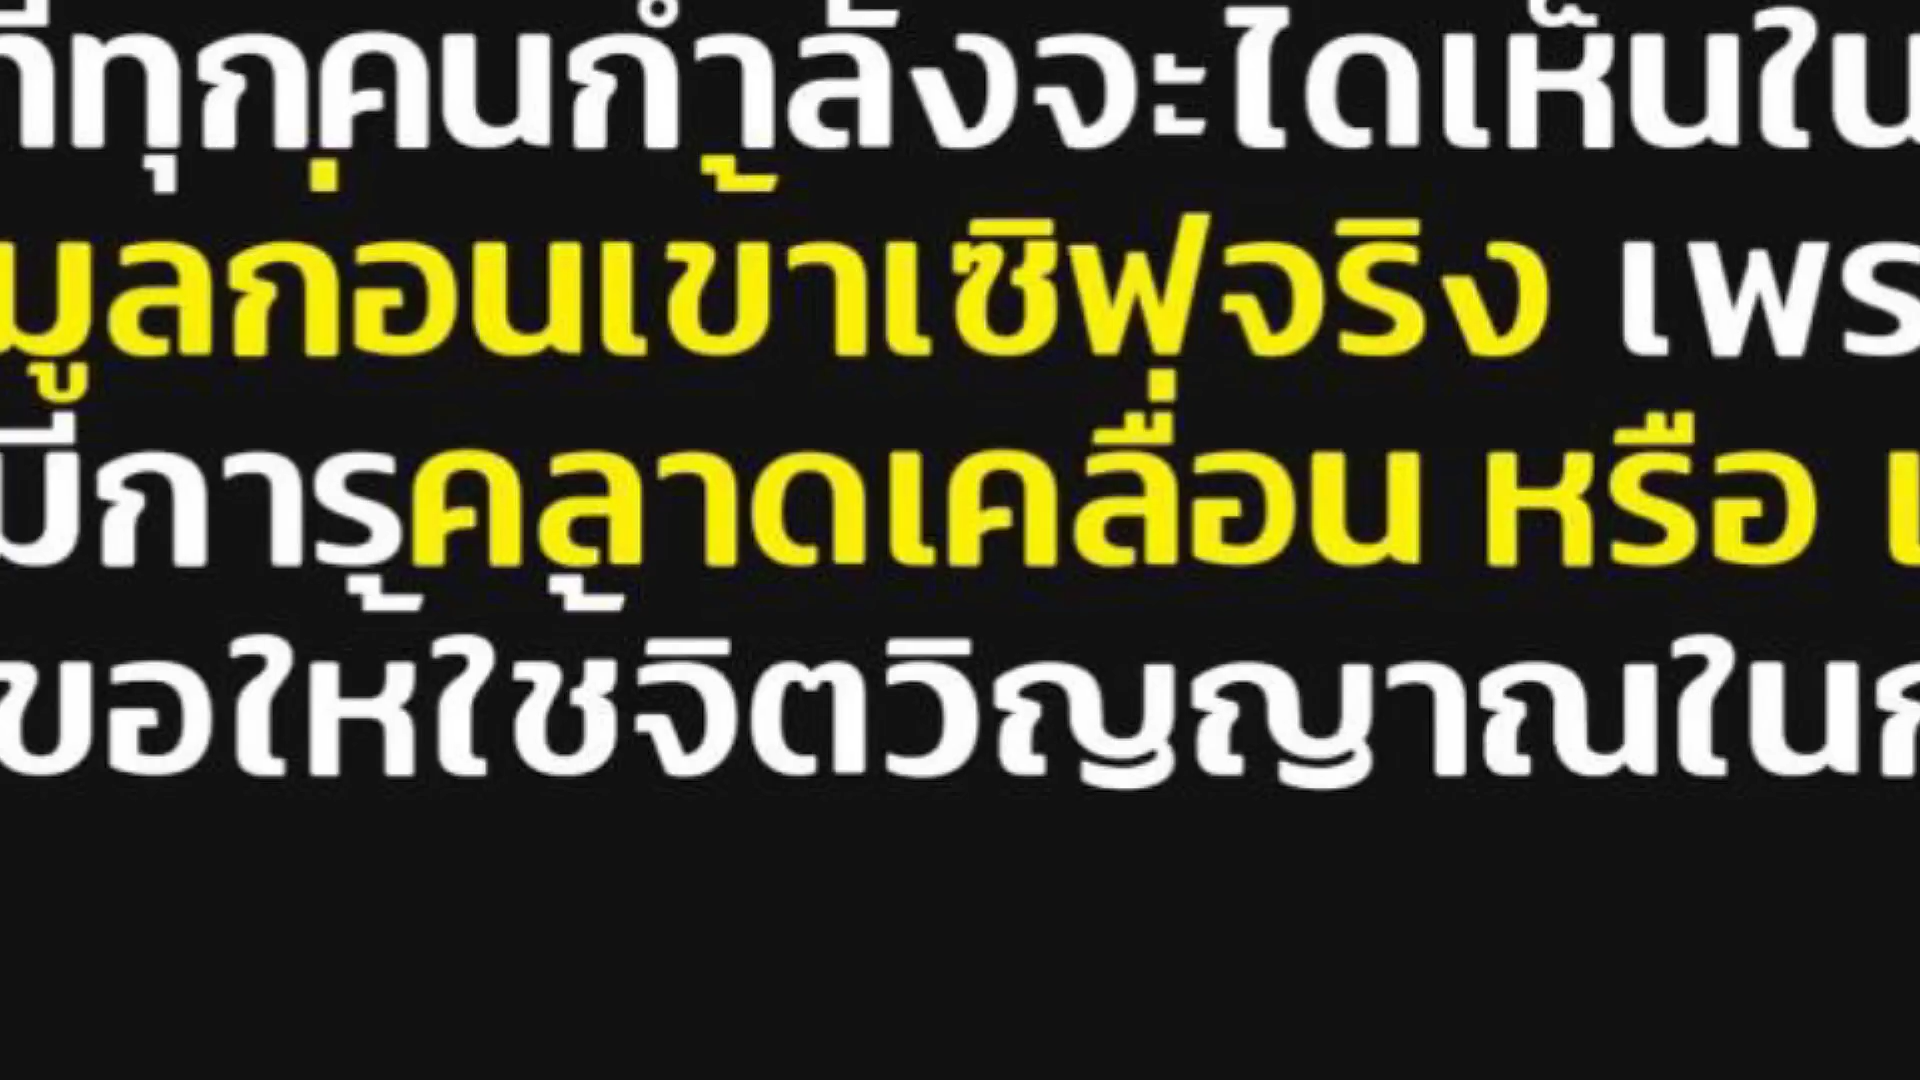 ที่ทุกคนกำลังจะได้เห็นใน
มูลก่อนเข้าเซิฟจริง เพร
มีการคลาดเคลื่อน หรือ เ
ขอให้ใช้จิตวิญญาณในก